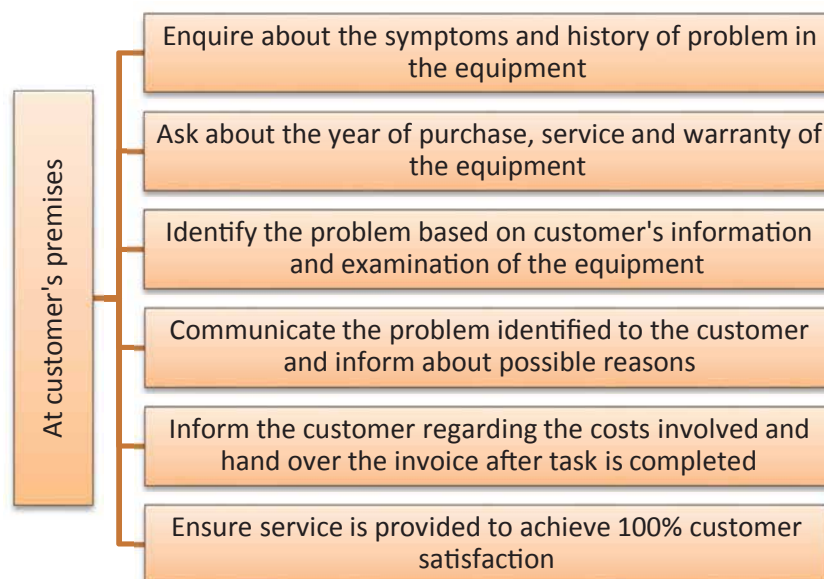 At customer's premises
Enquire about the symptoms and history of problem in
the equipment
Ask about the year of purchase, service and warranty of
the equipment
Identify the problem based on customer's information
and examination of the equipment
Communicate the problem identified to the customer
and inform about possible reasons
Inform the customer regarding the costs involved and
hand over the invoice after task is completed
Ensure service is provided to achieve 100% customer
satisfaction